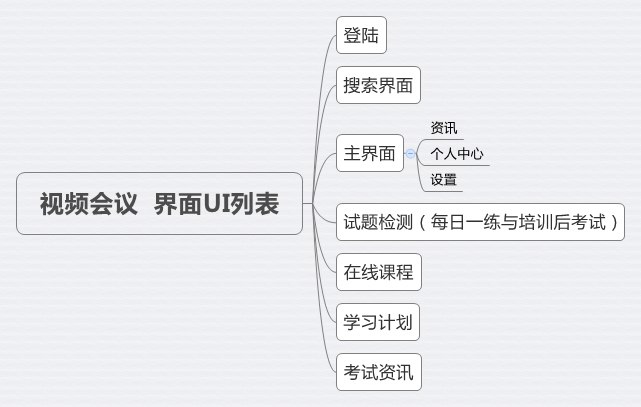 登陆
搜索界面
主界面
资讯
个人中心
设置
视频会议 界面UI列表
试题检测（每日一练与培训后考试）
在线课程
学习计划
考试资讯